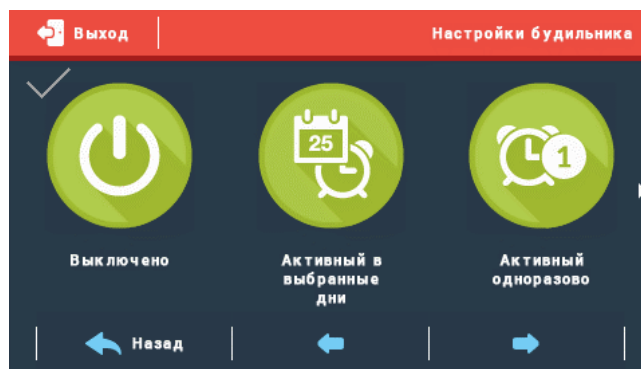 Выход
Настройки будильника
25
1
Выключено
Активный в
выбранные
дни
Активный
одноразово
Назад